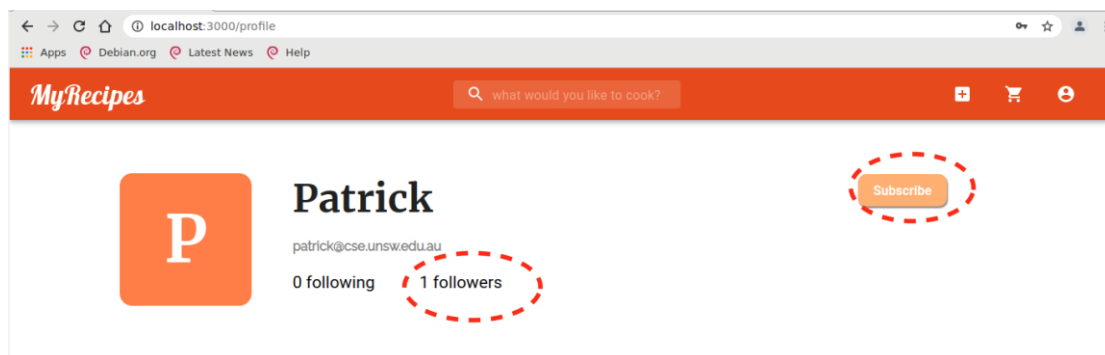 localhost:3000/profile
Apps Debian.org Latest News Help
MyRecipes what would you like to cook?
P
Patrick
Subscribe
patrick@cse.unsw.edu.au
0 following 1 followers